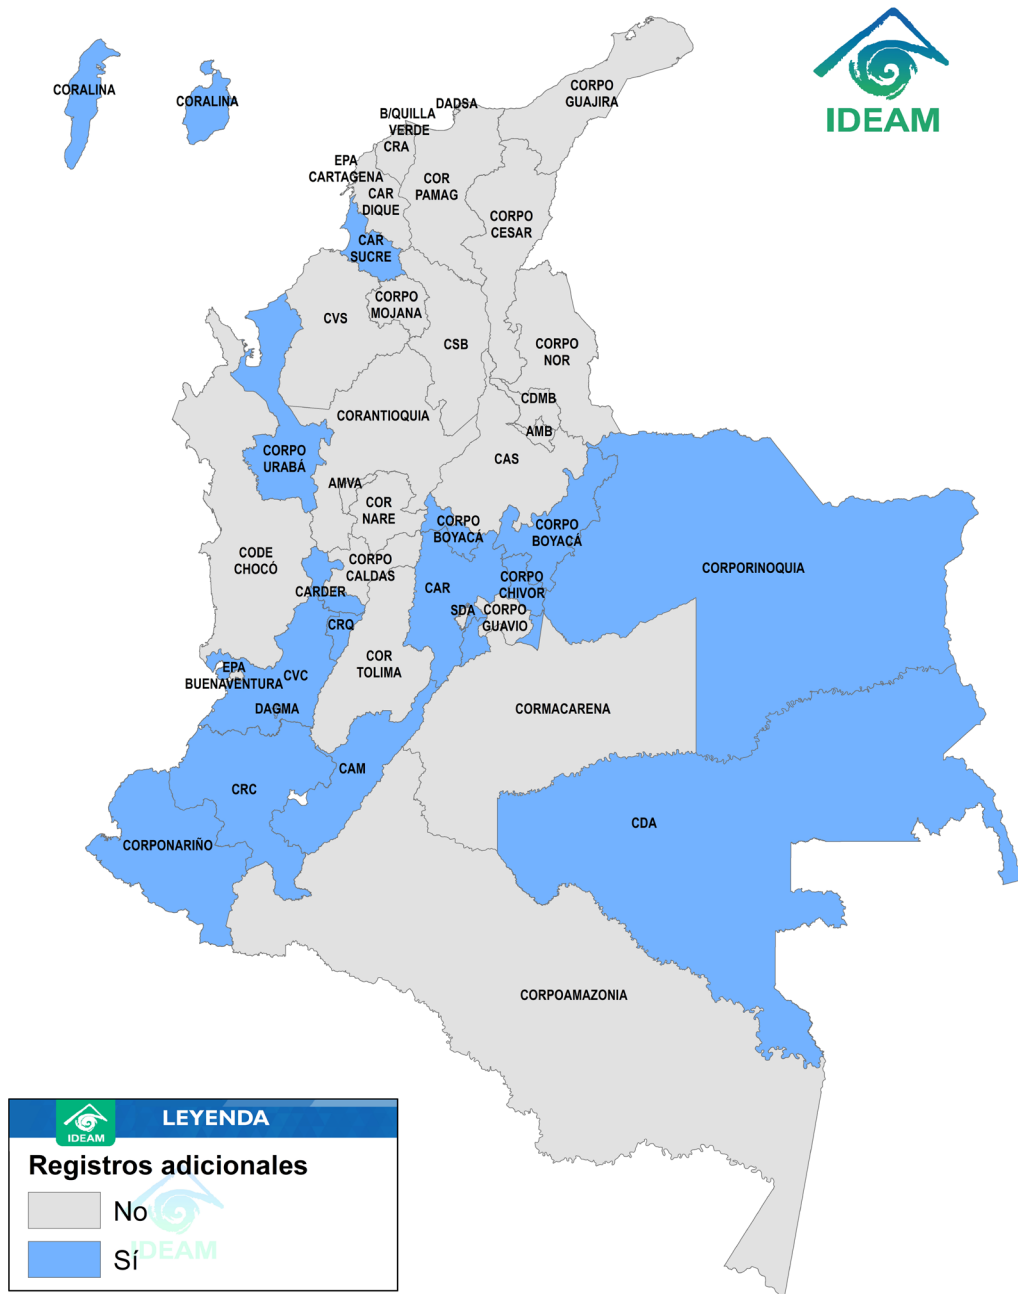 IDEAM
CORALINA
CORALINA
CORPO
GUAJIRA
DADSA
B/QUILLA
VERDE
CRA
EPA
CARTAGENA
COR
PAMAG
CAR
DIQUE
CORPO
CESAR
CAR
SUCRE
CORPO
MOJANA
CVS
CSB
CORPO
NOR
CDMB
CORANTIOQUIA
AMB
CORPO
URABÁ
CAS
AMVA
COR
NARE
CORPO
BOYACÁ
CORPO
BOYACÁ
CODE
CHOCÓ
CORPO
CALDAS
CORPORINOQUIA
CAR
CORPO
CHIVOR
CARDER
SDA
CORPO
GUAVIO
CRQ
COR
TOLIMA
EPA
BUENAVENTURA
CVC
DAGMA
CORMACARENA
CAM
CRC
CDA
CORPONARIÑO
CORPOAMAZONIA
IDEAM
LEYENDA
Registros adicionales
No
Sí
IDEAM